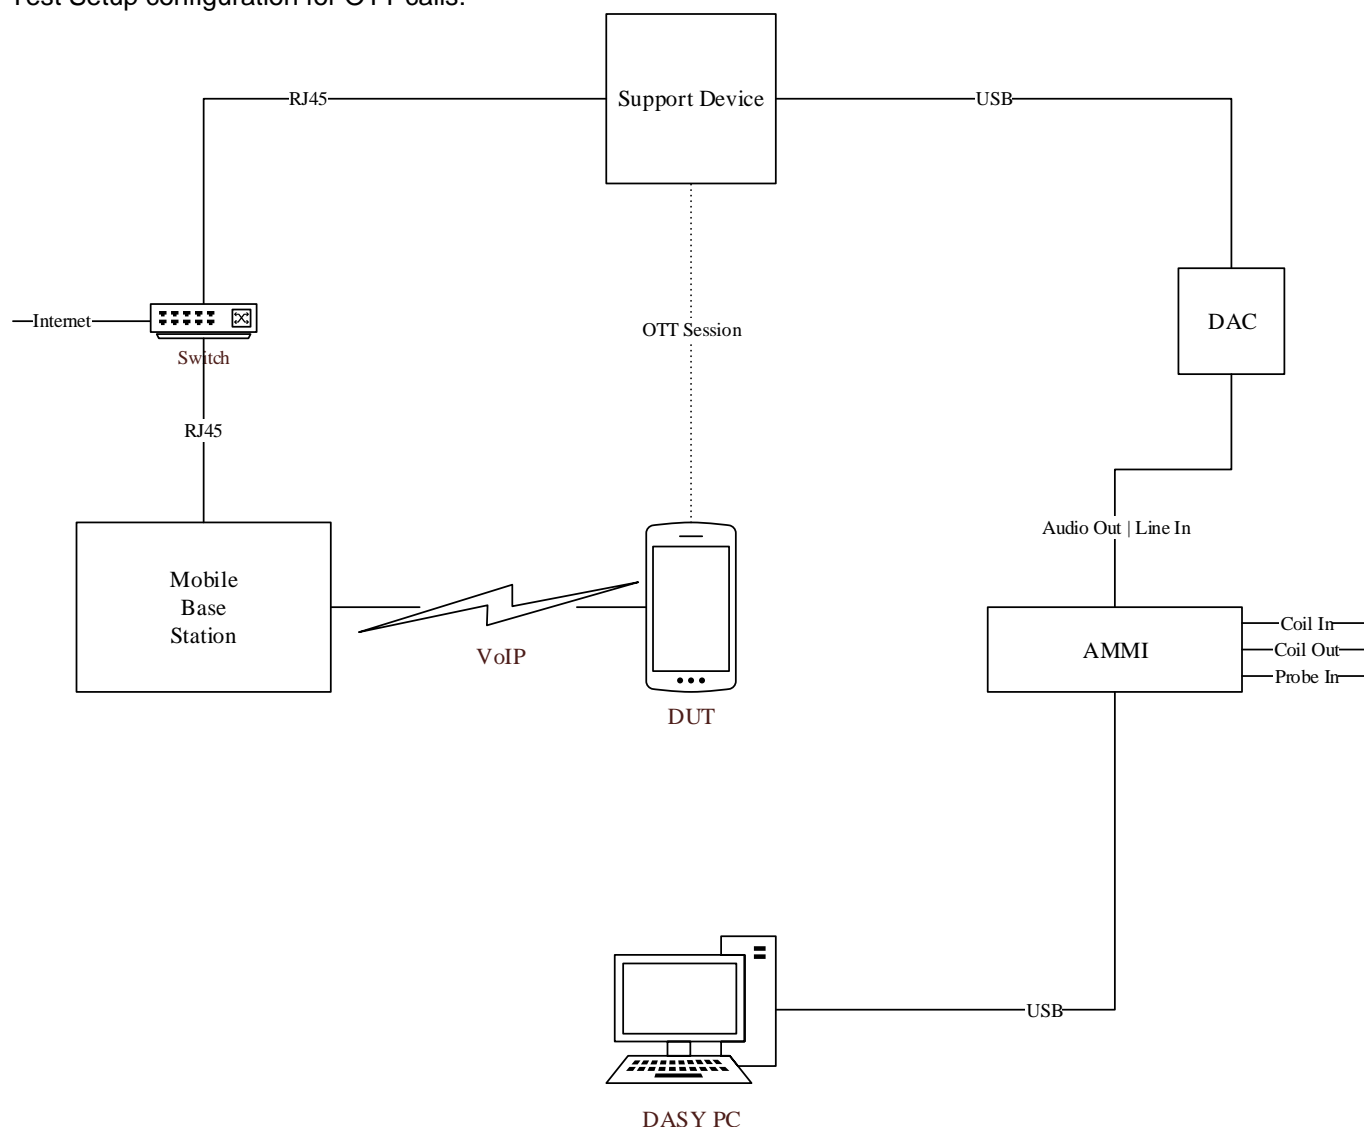 Test Setup configuration for OTT calls:
Support Device
RJ45
USB
Internet
Switch
OTT Session
DAC
RJ45
Audio Out | Line In
Mobile
Base
Station
VoIP
DUT
AMMI
Coil In
Coil Out
Probe In
USB
DASY PC